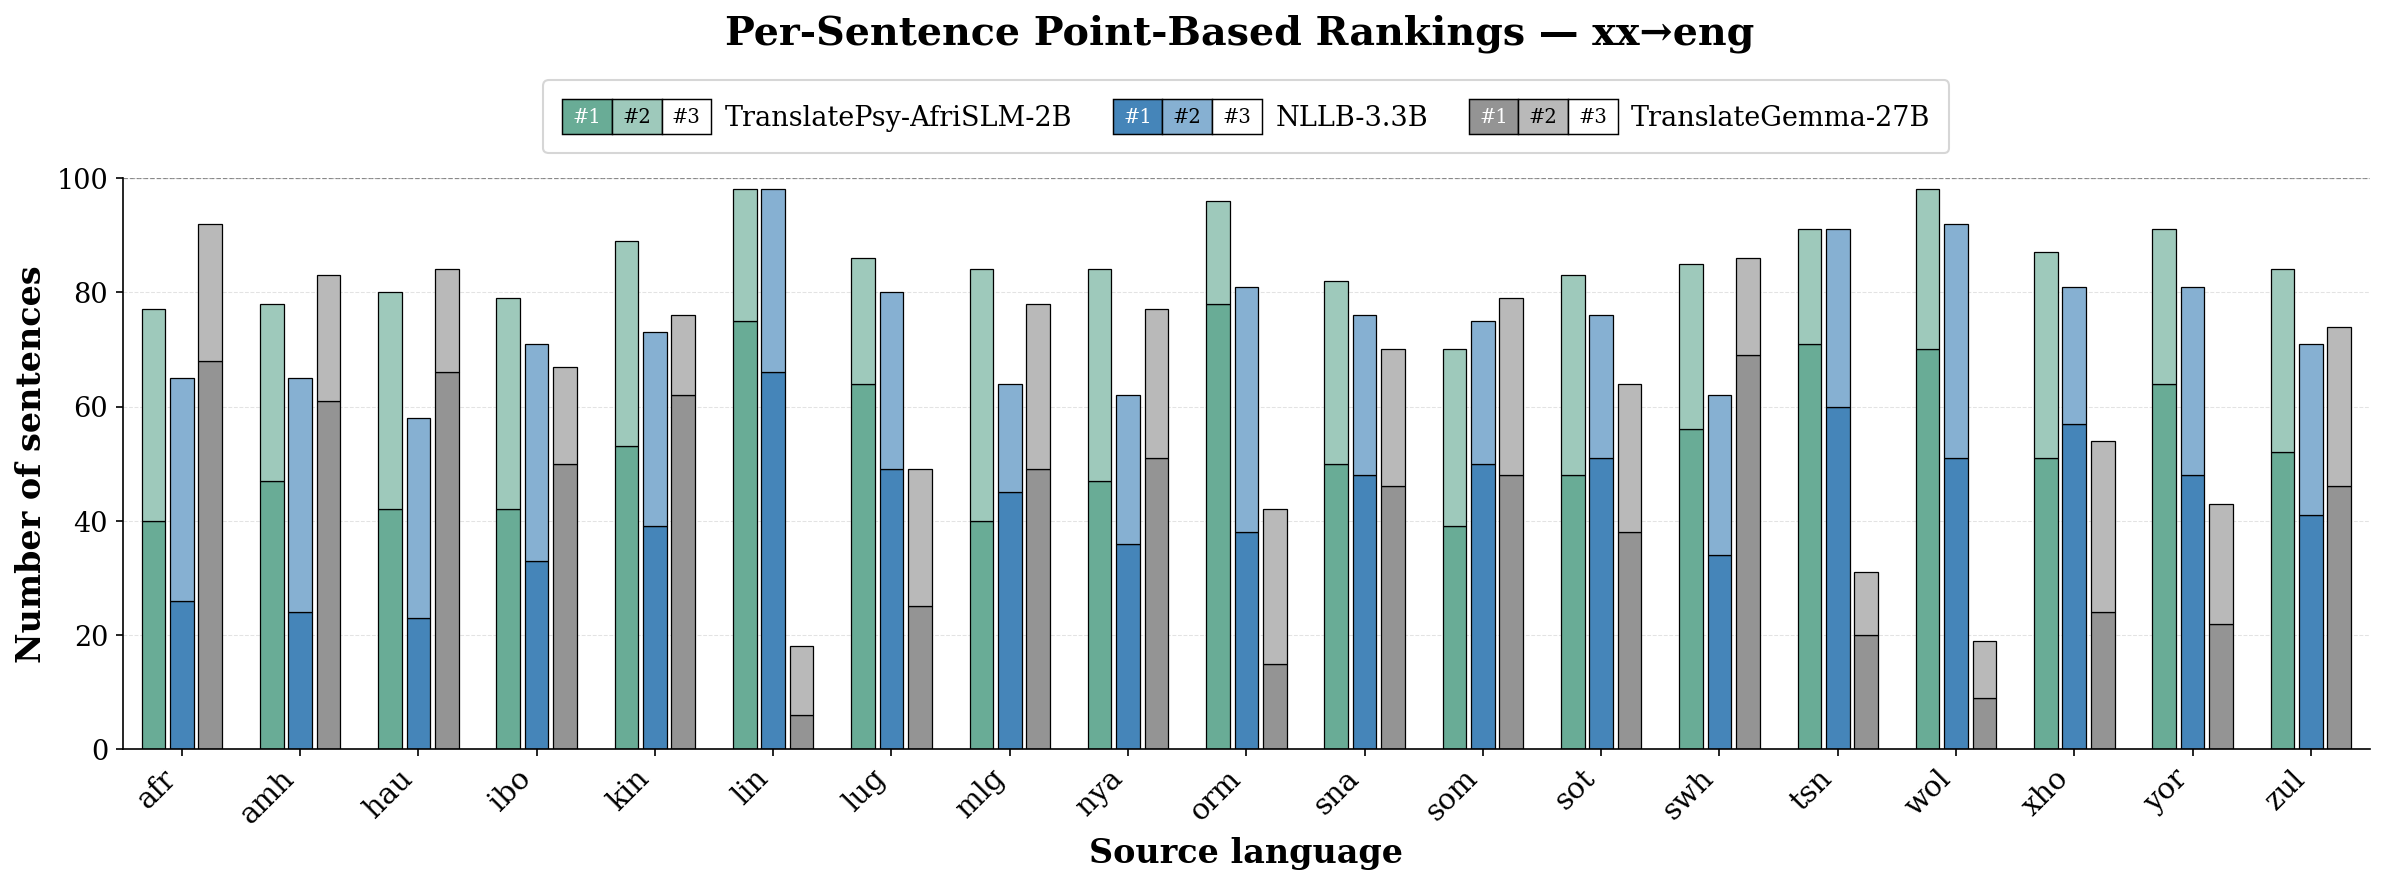 Per-Sentence Point-Based Rankings — xx→eng
#1 #2 #3 TranslatePsy-AfriSLM-2B #1 #2 #3 NLLB-3.3B #1 #2 #3 TranslateGemma-27B
100
80
60
40
20
0
Number of sentences
afr amh hau ibo kin lin lug mlg nya orm sna som sot swh tsn wol xho yor zul
Source language